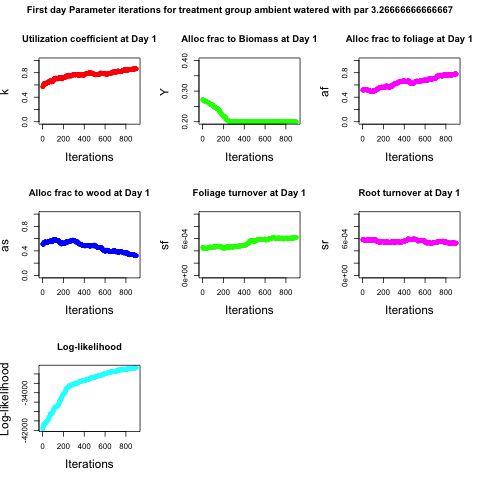 First day Parameter iterations for treatment group ambient watered with par 3.26666666666667
Utilization coefficient at Day 1
Alloc frac to Biomass at Day 1
Alloc frac to foliage at Day 1
k
0.0 0.4 0.8
0 200 400 600 800
Iterations
Y
0.20 0.30 0.40
0 200 400 600 800
Iterations
af
0.0 0.4 0.8
0 200 400 600 800
Iterations
Alloc frac to wood at Day 1
Foliage turnover at Day 1
Root turnover at Day 1
as
0.0 0.4 0.8
0 200 400 600 800
Iterations
sf
0e+00 6e-04
0 200 400 600 800
Iterations
sr
0e+00 6e-04
0 200 400 600 800
Iterations
Log-likelihood
Log-likelihood
-340000
0 200 400 600 800
Iterations